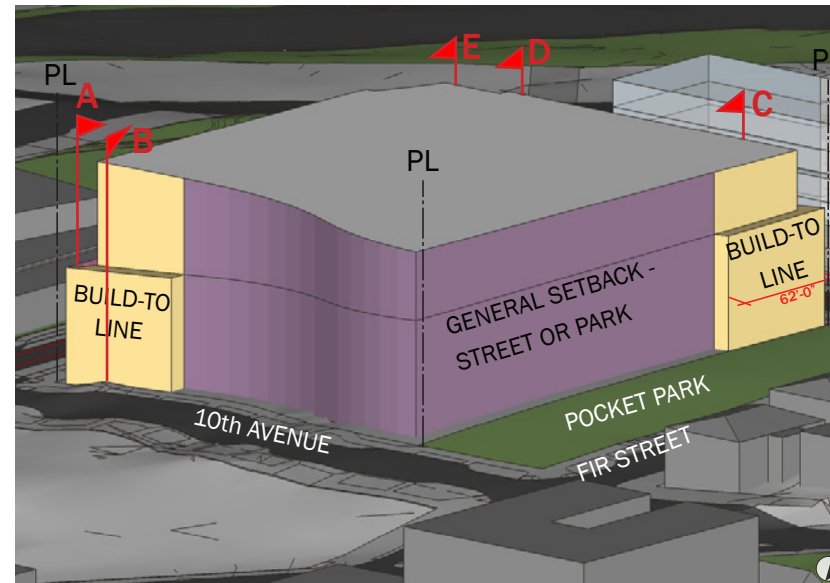 PL
A
B
E
D
C
P
PL
BUILD-TO
LINE
GENERAL SETBACK -
STREET OR PARK
BUILD-TO
LINE
62'-0"
10th AVENUE
POCKET PARK
FIR STREET